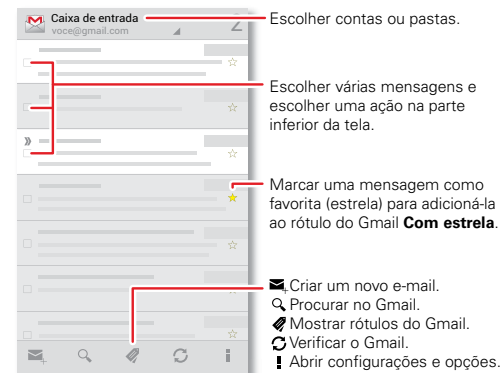 Caixa de entrada
voce@gmail.com
2
Escolher contas ou pastas.
Escolher várias mensagens e
escolher uma ação na parte
inferior da tela.
Marcar uma mensagem como
favorita (estrela) para adicioná-la
ao rótulo do Gmail Com estrela.
Criar um novo e-mail.
Procurar no Gmail.
Mostrar rótulos do Gmail.
Verificar o Gmail.
Abrir configurações e opções.